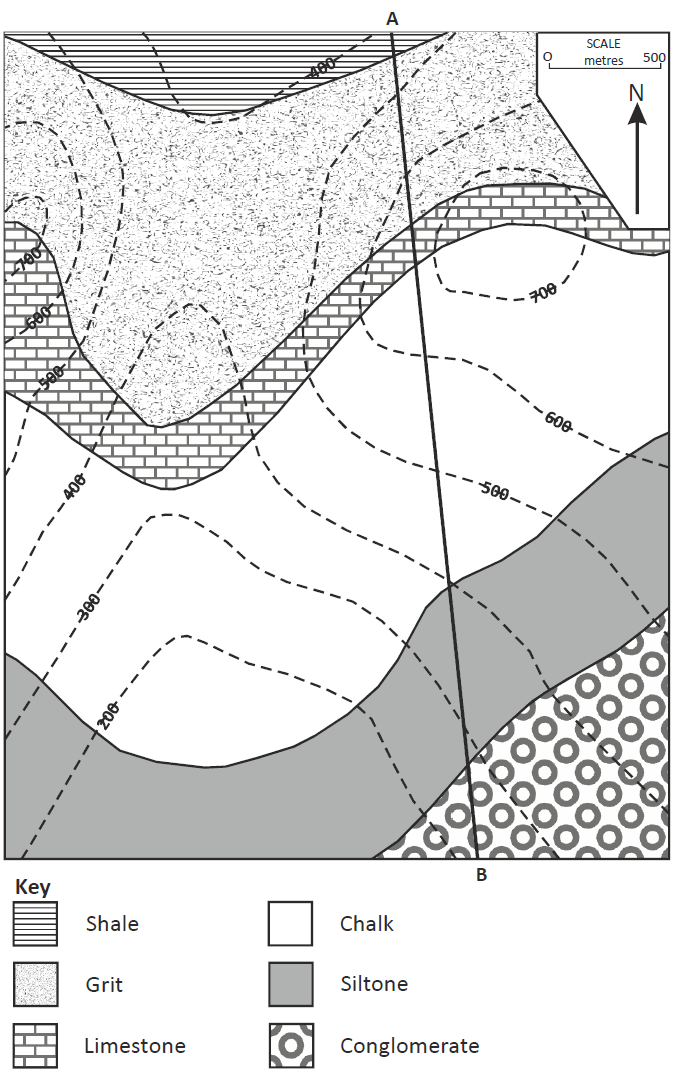 A
SCALE
metres
O 500
N
400
700
600
500
400
300
200
700
600
500
B
Key
Shale
Chalk
Grit
Siltone
Limestone
Conglomerate